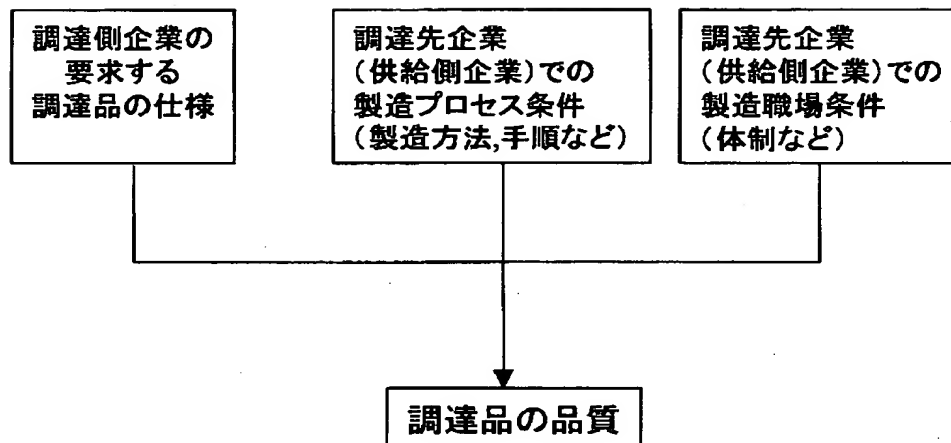 調達側企業の
要求する
調達品の仕様
調達先企業
(供給側企業)での
製造プロセス条件
(製造方法,手順など)
調達先企業
(供給側企業)での
製造職場条件
(体制など)
調達品の品質